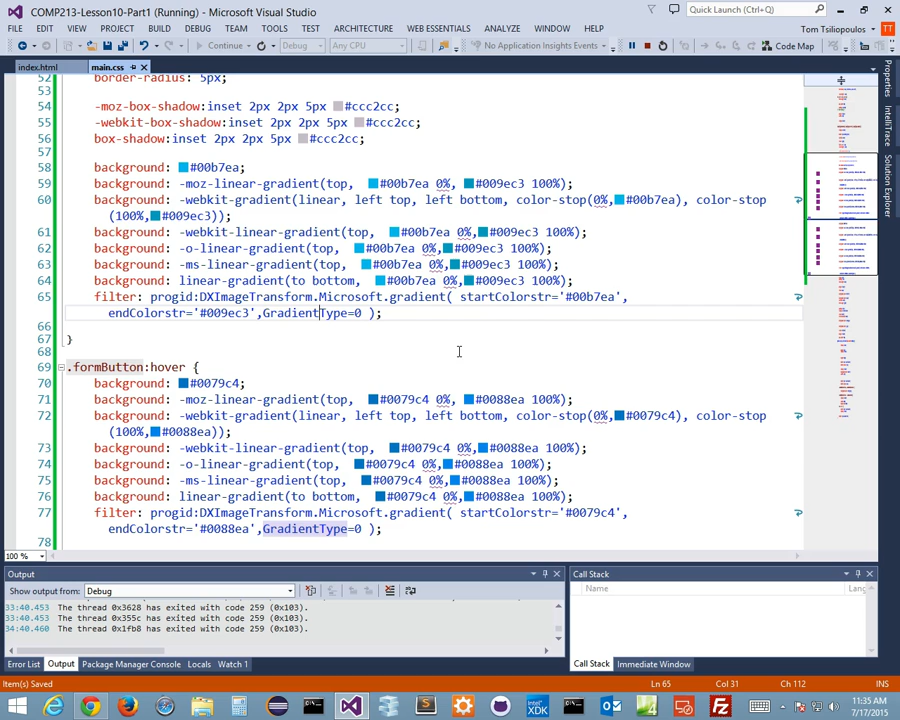 COMP213-Lesson10-Part1 (Running) - Microsoft Visual Studio
Quick Launch (Ctrl+Q)
FILE EDIT VIEW PROJECT BUILD DEBUG TEAM SQL TOOLS TEST ARCHITECTURE WEB ESSENTIALS ANALYZE WINDOW HELP
Tom Tsiliopoulos TT
Continue Debug Any CPU No Application Insights Events Code Map
index.html main.css
52 border-radius: 5px;
53
54 -moz-box-shadow:inset 2px 2px 5px #ccc2cc;
55 -webkit-box-shadow:inset 2px 2px 5px #ccc2cc;
56 box-shadow:inset 2px 2px 5px #ccc2cc;
57
58 background: #00b7ea;
59 background: -moz-linear-gradient(top, #00b7ea 0%, #009ec3 100%);
60 background: -webkit-gradient(linear, left top, left bottom, color-stop(0%,#00b7ea), color-stop
(100%,#009ec3));
61 background: -webkit-linear-gradient(top, #00b7ea 0%,#009ec3 100%);
62 background: -o-linear-gradient(top, #00b7ea 0%,#009ec3 100%);
63 background: -ms-linear-gradient(top, #00b7ea 0%,#009ec3 100%);
64 background: linear-gradient(to bottom, #00b7ea 0%,#009ec3 100%);
65 filter: progid:DXImageTransform.Microsoft.gradient( startColorstr='#00b7ea',
endColorstr='#009ec3',GradientType=0 );
66
67 }
68
69 .formButton:hover {
70 background: #0079c4;
71 background: -moz-linear-gradient(top, #0079c4 0%, #0088ea 100%);
72 background: -webkit-gradient(linear, left top, left bottom, color-stop(0%,#0079c4), color-stop
(100%,#0088ea));
73 background: -webkit-linear-gradient(top, #0079c4 0%,#0088ea 100%);
74 background: -o-linear-gradient(top, #0079c4 0%,#0088ea 100%);
75 background: -ms-linear-gradient(top, #0079c4 0%,#0088ea 100%);
76 background: linear-gradient(to bottom, #0079c4 0%,#0088ea 100%);
77 filter: progid:DXImageTransform.Microsoft.gradient( startColorstr='#0079c4',
endColorstr='#0088ea',GradientType=0 );
78
100 %
Properties
IntelliTrace
Solution Explorer
Output
Show output from: Debug
33:40.453 The thread 0x3628 has exited with code 259 (0x103).
33:40.453 The thread 0x355c has exited with code 259 (0x103).
34:40.460 The thread 0x1fb8 has exited with code 259 (0x103).
Call Stack
Name Lang
Error List Output Package Manager Console Locals Watch 1
Call Stack Immediate Window
Item(s) Saved Ln 65 Col 31 Ch 112 INS
11:35 AM
7/17/2015